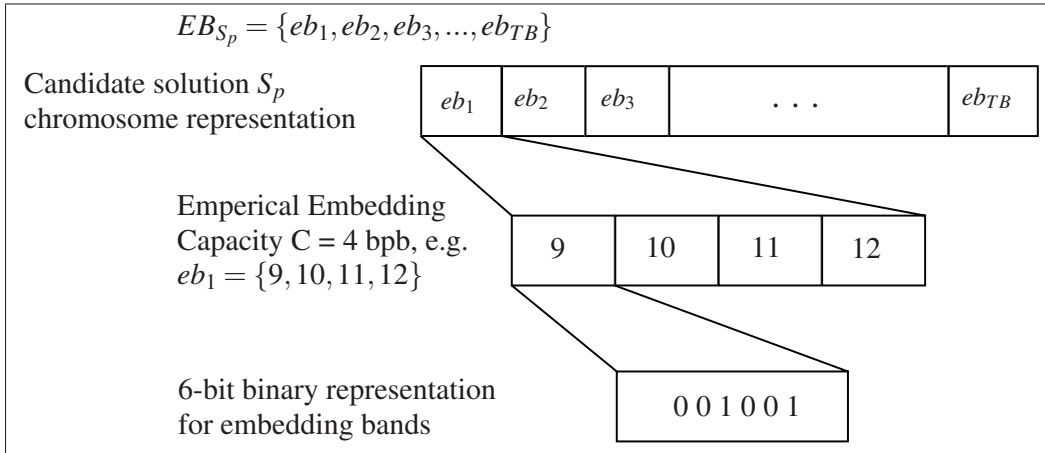 EB_{S_p} = {eb_1, eb_2, eb_3, ..., eb_{TB}}
Candidate solution S_p
chromosome representation
eb_1 eb_2 eb_3 . . . eb_{TB}
Emperical Embedding
Capacity C = 4 bpb, e.g.
eb_1 = {9, 10, 11, 12}
9 10 11 12
6-bit binary representation
for embedding bands
0 0 1 0 0 1